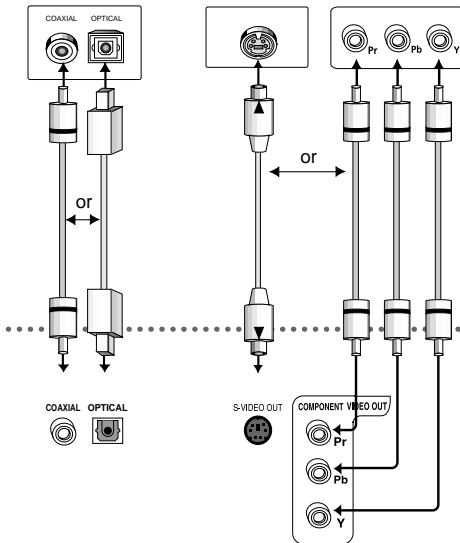 COAXIAL OPTICAL
Pr Pb Y
or
or
COAXIAL OPTICAL
S-VIDEO OUT
COMPONENT VIDEO OUT
Pr
Pb
Y